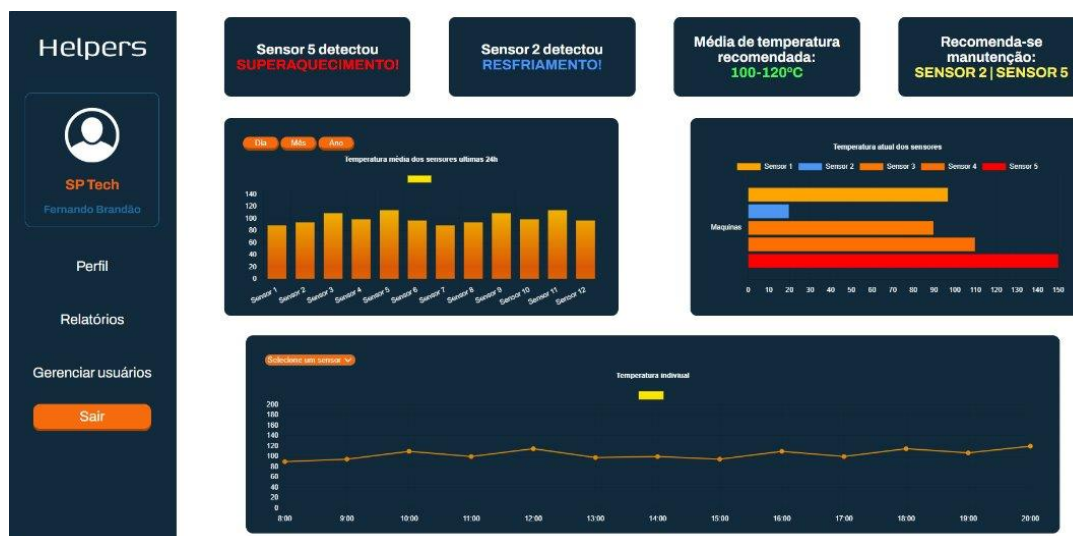 Helpers
SP Tech
Fernando Brandão
Perfil
Relatórios
Gerenciar usuários
Sair
Sensor 5 detectou
SUPERAQUECIMENTO!
Sensor 2 detectou
RESFRIAMENTO!
Média de temperatura
recomendada:
100-120°C
Recomenda-se
manutenção:
SENSOR 2 | SENSOR 5
Dia Mês Ano
Temperatura média dos sensores ultimas 24h
140
120
100
80
60
40
20
0
Sensor 1 Sensor 2 Sensor 3 Sensor 4 Sensor 5 Sensor 6 Sensor 7 Sensor 8 Sensor 9 Sensor 10 Sensor 11 Sensor 12
Temperatura atual dos sensores
Sensor 1 Sensor 2 Sensor 3 Sensor 4 Sensor 5
Maquinas
0 10 20 30 40 50 60 70 80 90 100 110 120 130 140 150
Selecione um sensor
Temperatura indiviual
200
180
160
140
120
100
80
60
40
20
0
8:00 9:00 10:00 11:00 12:00 13:00 14:00 15:00 16:00 17:00 18:00 19:00 20:00